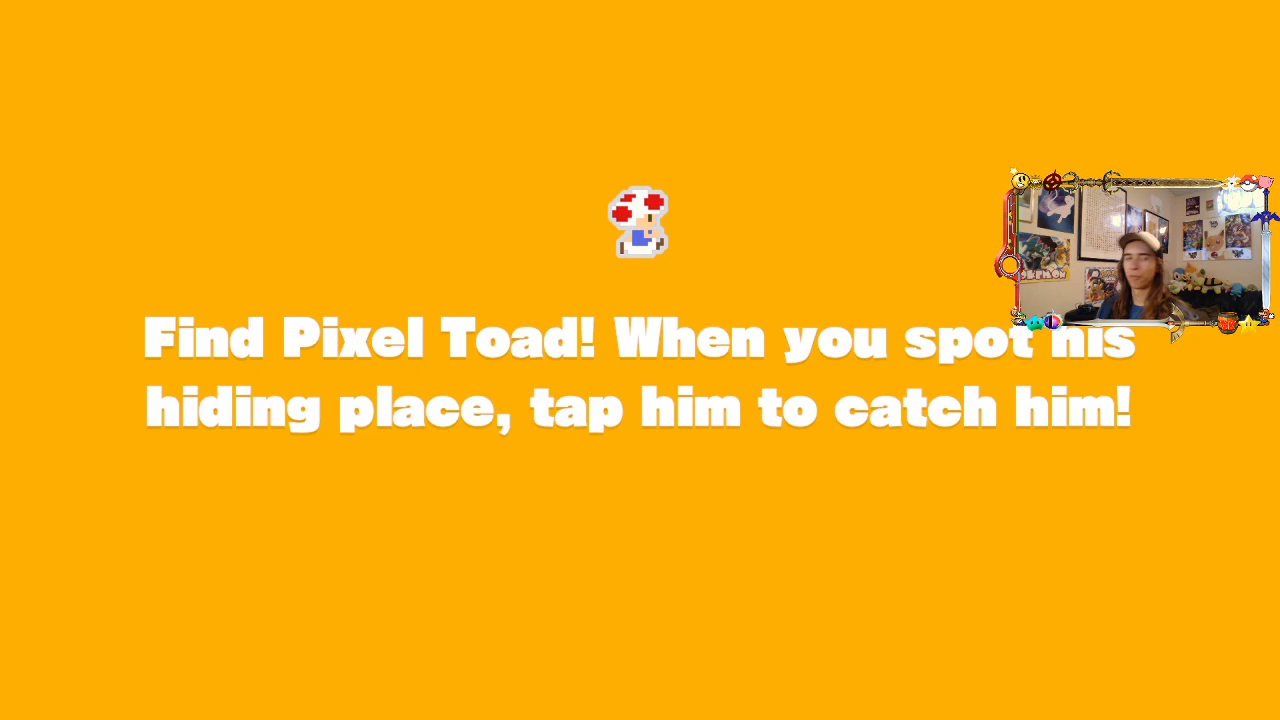 Find Pixel Toad! When you spot his
hiding place, tap him to catch him!